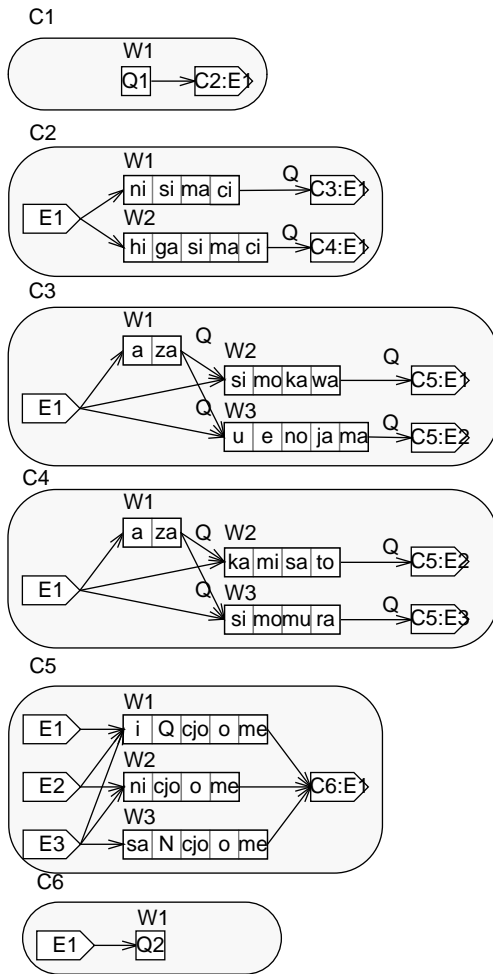 C1
W1
Q1 C2:E1
C2
W1
ni si ma ci Q C3:E1
E1
W2
hi ga si ma ci Q C4:E1
C3
W1
a za Q W2
si mo ka wa Q C5:E1
E1
Q W3
u e no ja ma Q C5:E2
C4
W1
a za Q W2
ka mi sa to Q C5:E2
E1
Q W3
si mo mu ra Q C5:E3
C5
W1
E1 i Q cjo o me
W2
E2 ni cjo o me C6:E1
W3
E3 sa N cjo o me
C6
W1
E1 Q2